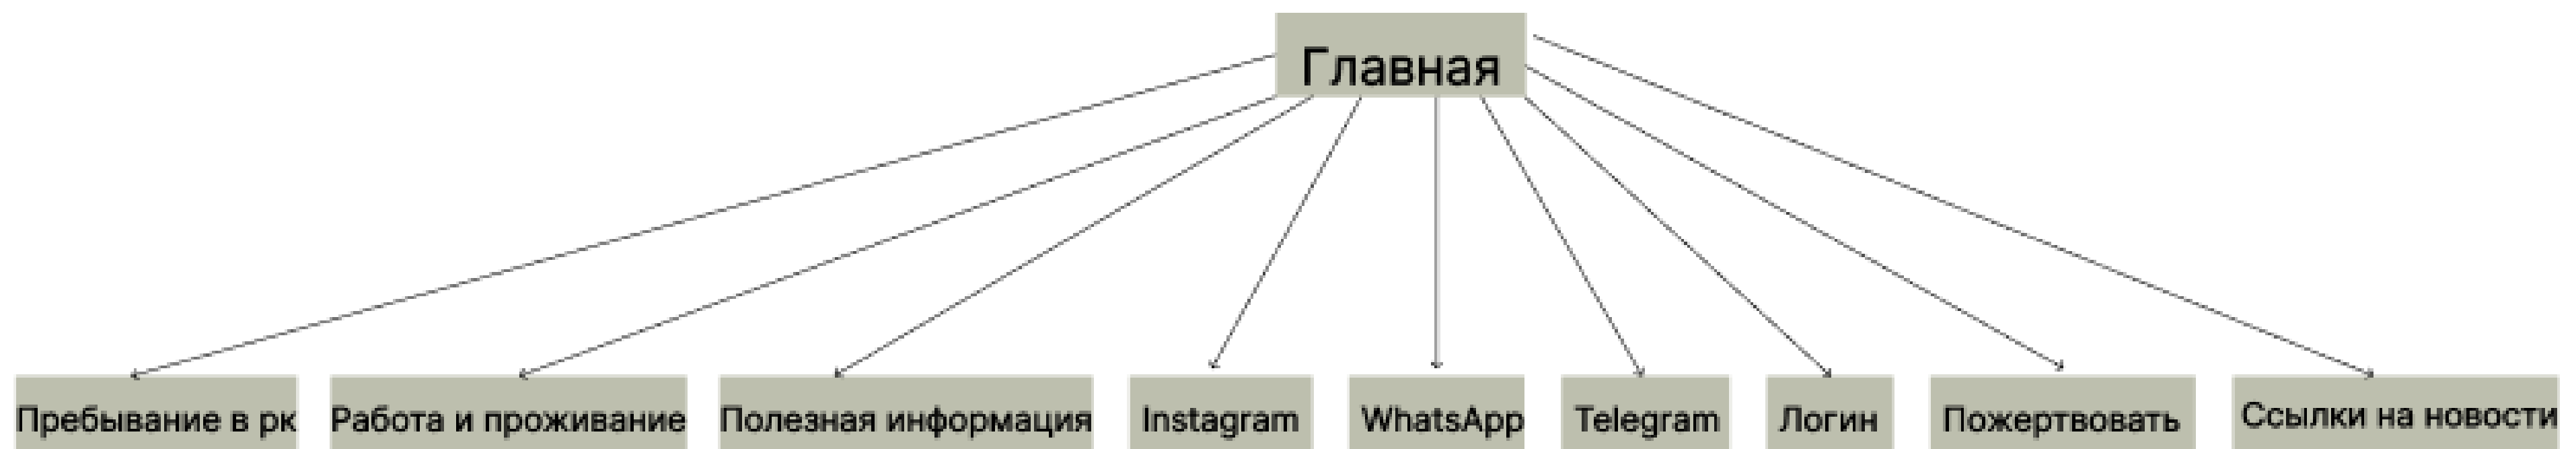 Главная
Пребывание в рк
Работа и проживание
Полезная информация
Instagram
WhatsApp
Telegram
Логин
Пожертвовать
Ссылки на новости